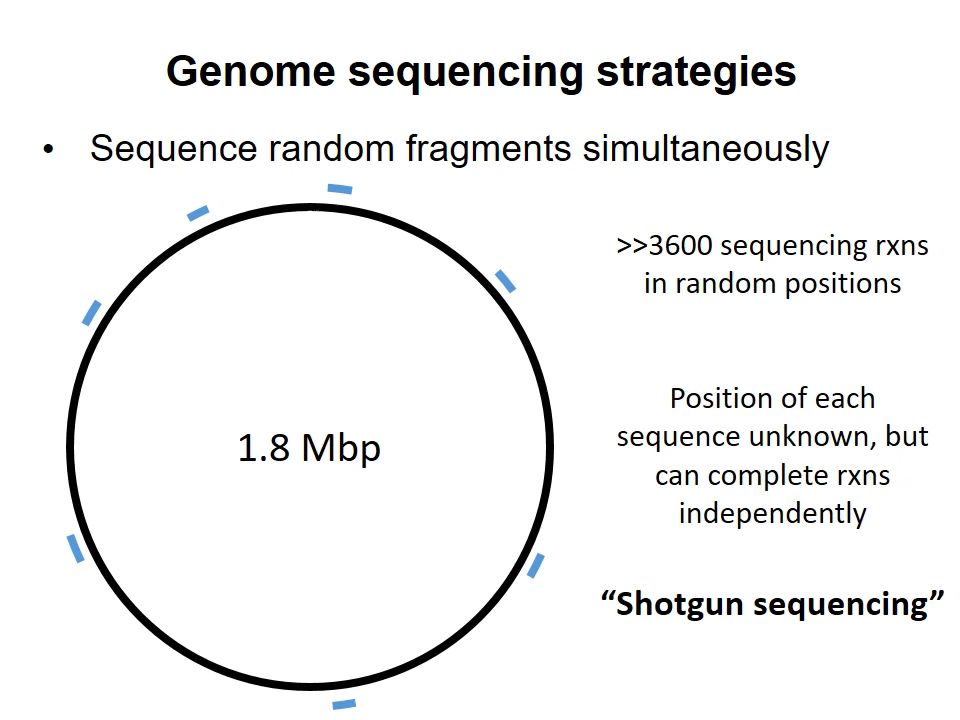 Genome sequencing strategies
• Sequence random fragments simultaneously
>>3600 sequencing rxns
in random positions
1.8 Mbp
Position of each
sequence unknown, but
can complete rxns
independently
“Shotgun sequencing”